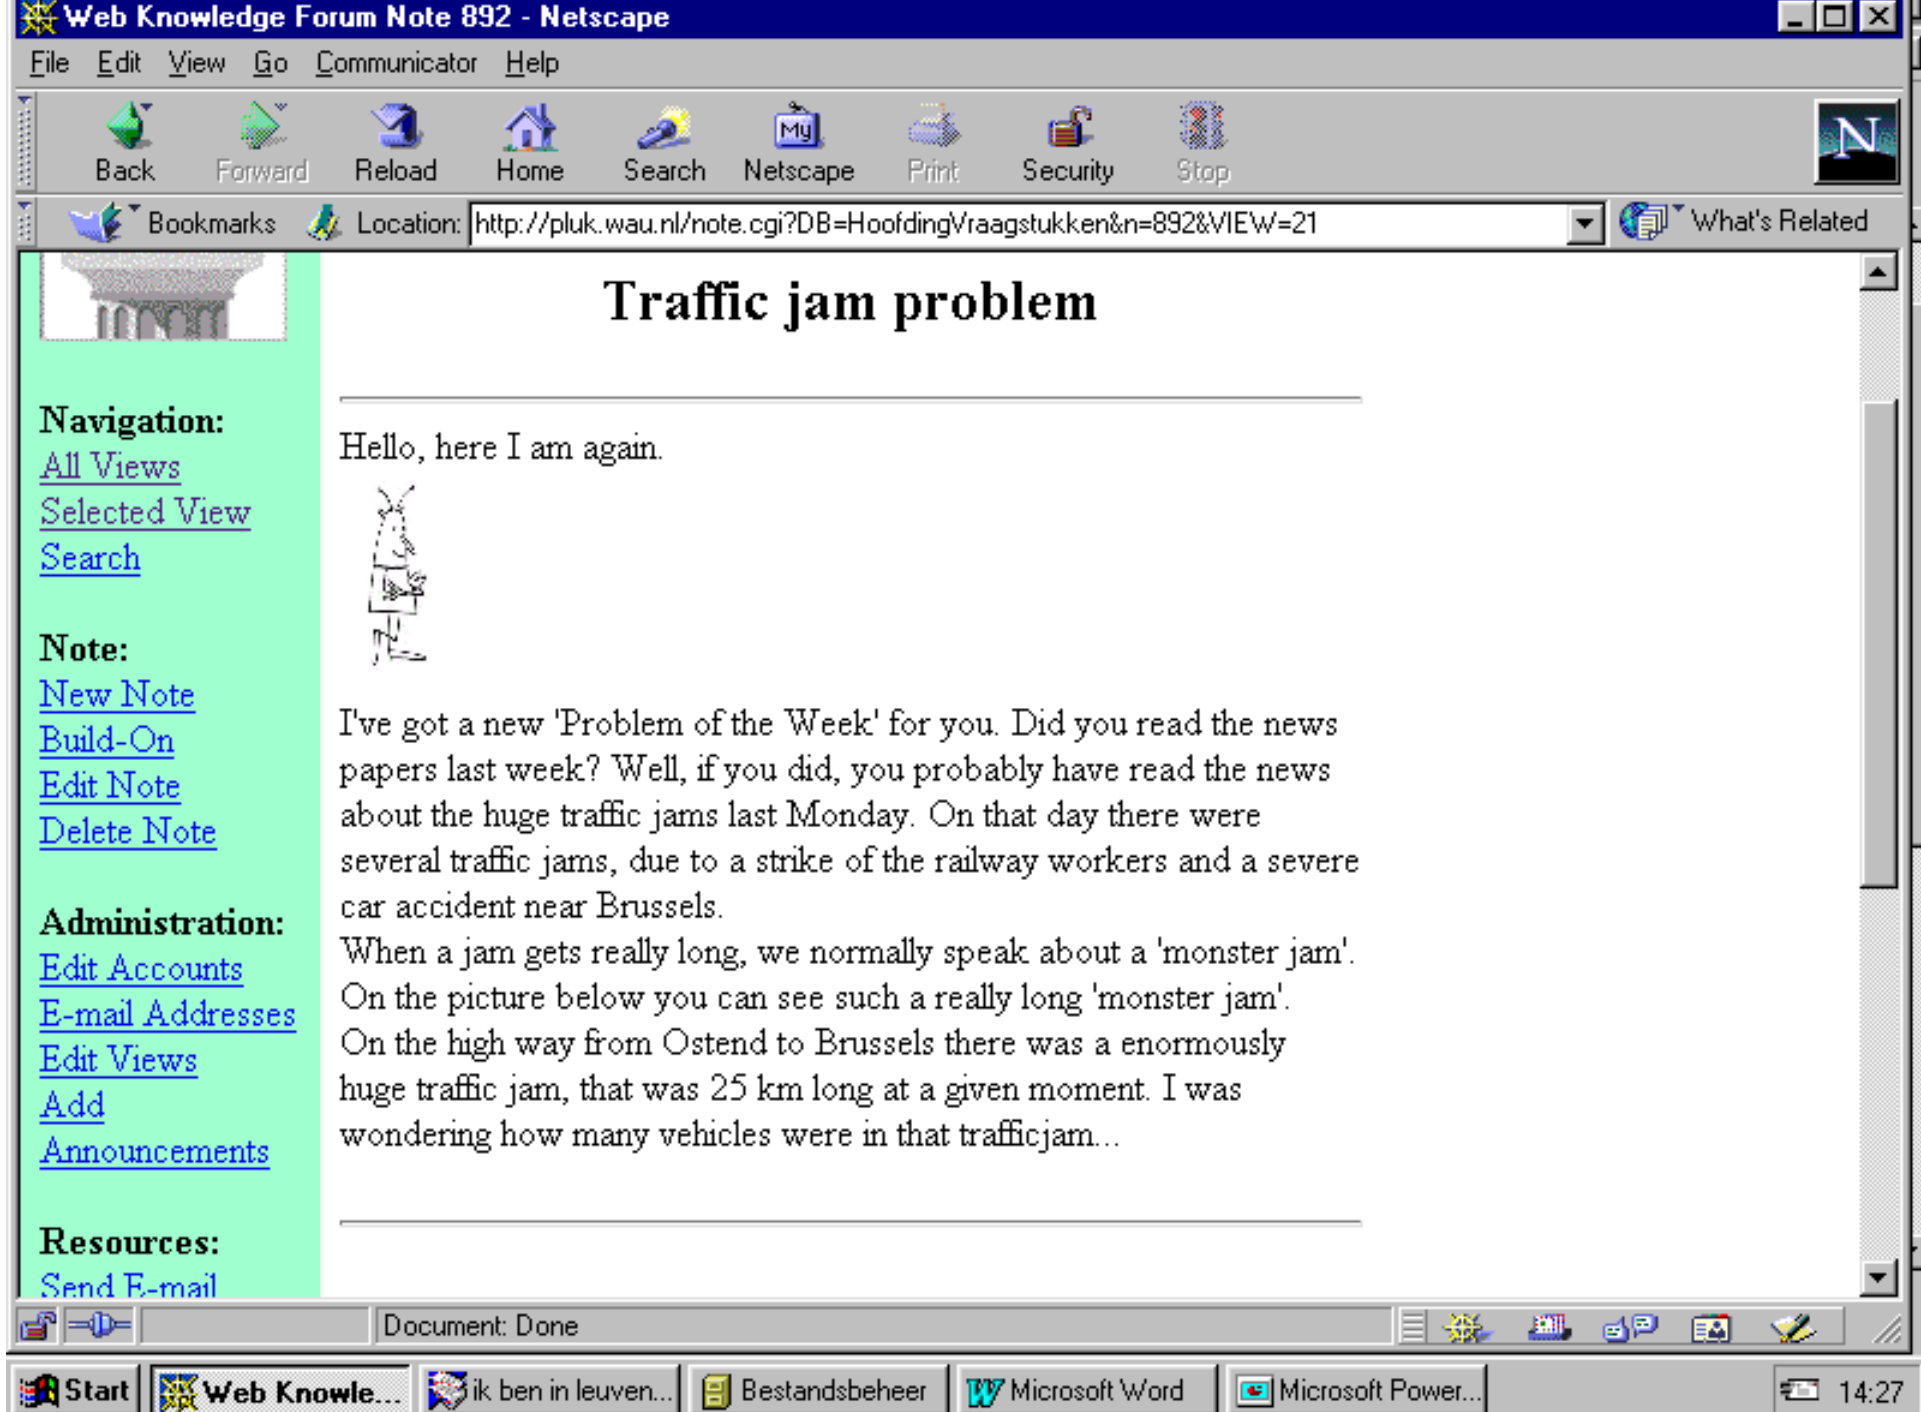 Web Knowledge Forum Note 892 - Netscape
File Edit View Go Communicator Help
Back Forward Reload Home Search Netscape Print Security Stop
My
N
Bookmarks Location: http://pluk.wau.nl/note.cgi?DB=HoofdingVraagstukken&n=892&VIEW=21 What's Related
Traffic jam problem
Navigation:
All Views
Selected View
Search
Note:
New Note
Build-On
Edit Note
Delete Note
Administration:
Edit Accounts
E-mail Addresses
Edit Views
Add
Announcements
Resources:
Send E-mail
Hello, here I am again.
I've got a new 'Problem of the Week' for you. Did you read the news
papers last week? Well, if you did, you probably have read the news
about the huge traffic jams last Monday. On that day there were
several traffic jams, due to a strike of the railway workers and a severe
car accident near Brussels.
When a jam gets really long, we normally speak about a 'monster jam'.
On the picture below you can see such a really long 'monster jam'.
On the high way from Ostend to Brussels there was a enormously
huge traffic jam, that was 25 km long at a given moment. I was
wondering how many vehicles were in that trafficjam...
Document: Done
Start Web Knowle... ik ben in leuven... Bestandsbeheer Microsoft Word Microsoft Power... 14:27